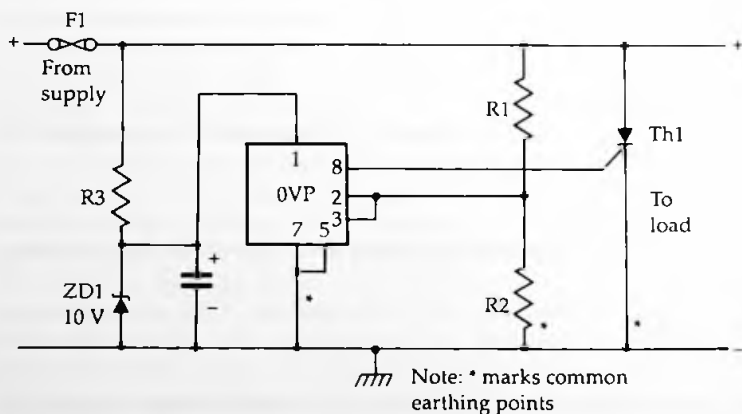 F1
+
+
From
supply
R1
1
Th1
8
R3
0VP
2
3
To
load
7 5
+
ZD1
10 V
*
R2
*
*
–
–
Note: * marks common
earthing points